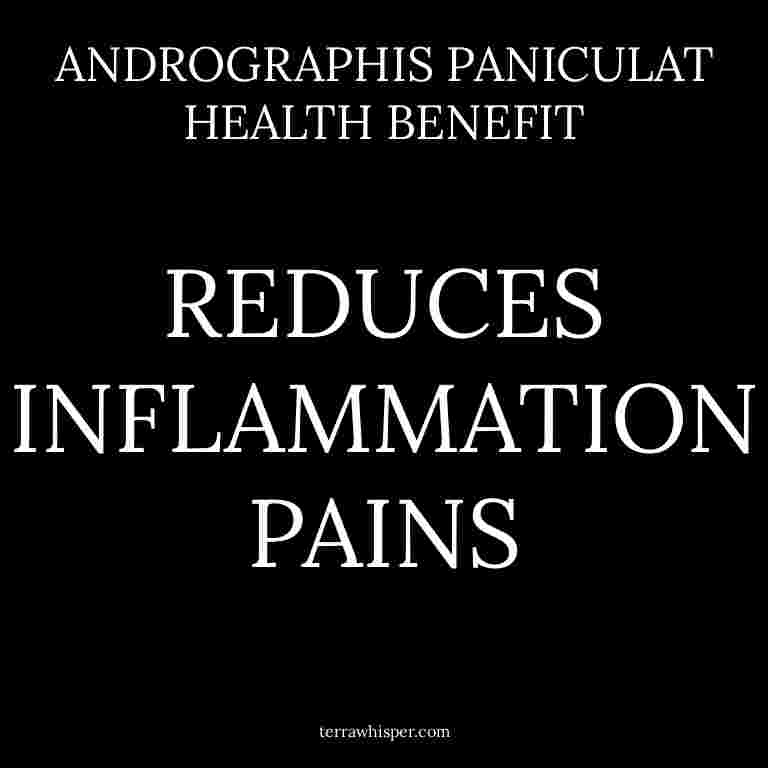 ANDROGRAPHIS PANICULAT
HEALTH BENEFIT
REDUCES
INFLAMMATION
PAINS
terrawhisper.com